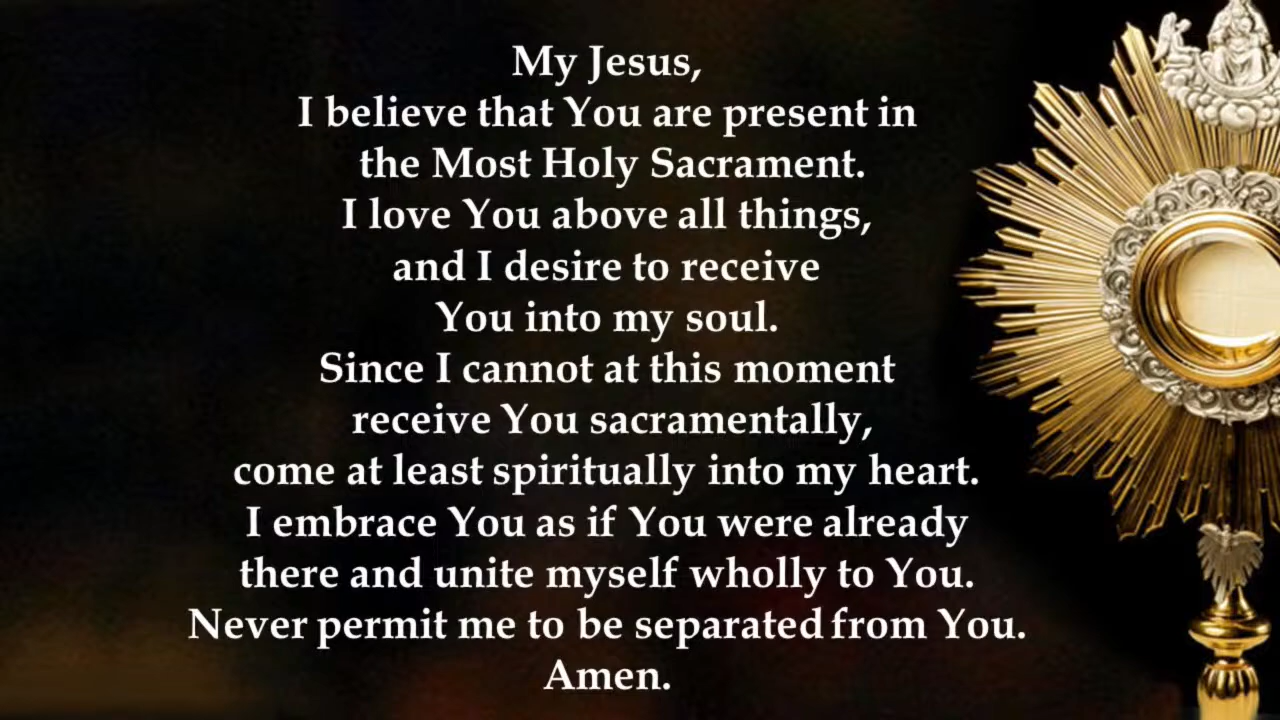 My Jesus,
I believe that You are present in
the Most Holy Sacrament.
I love You above all things,
and I desire to receive
You into my soul.
Since I cannot at this moment
receive You sacramentally,
come at least spiritually into my heart.
I embrace You as if You were already
there and unite myself wholly to You.
Never permit me to be separated from You.
Amen.